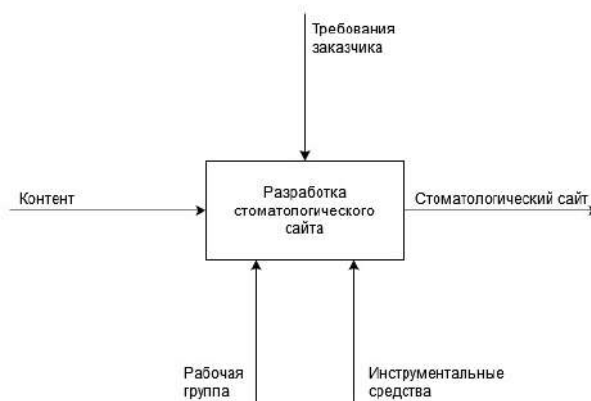 Требования
заказчика
Контент
Разработка
стоматологического
сайта
Стоматологический сайт
Рабочая
группа
Инструментальные
средства